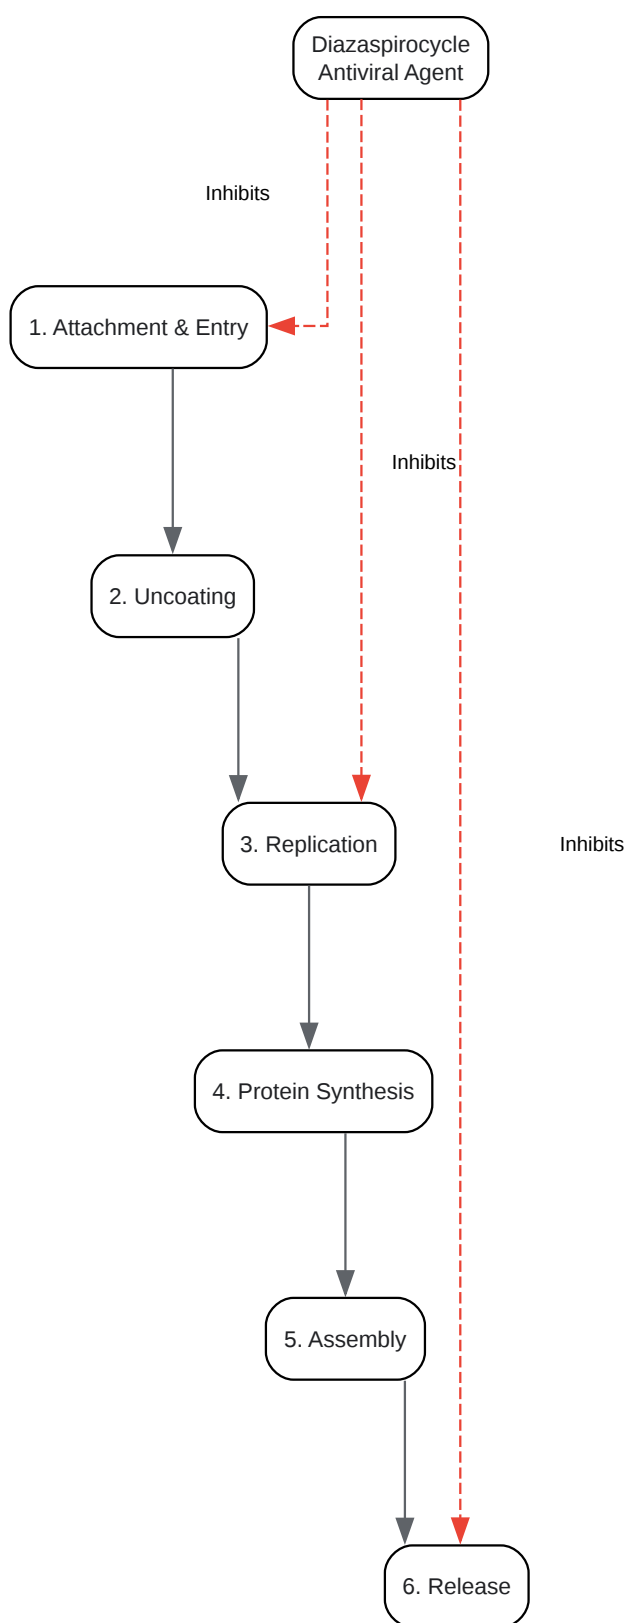 Diazaspirocycle
Antiviral Agent
Inhibits
1. Attachment & Entry
Inhibits
2. Uncoating
3. Replication
Inhibits
4. Protein Synthesis
5. Assembly
6. Release